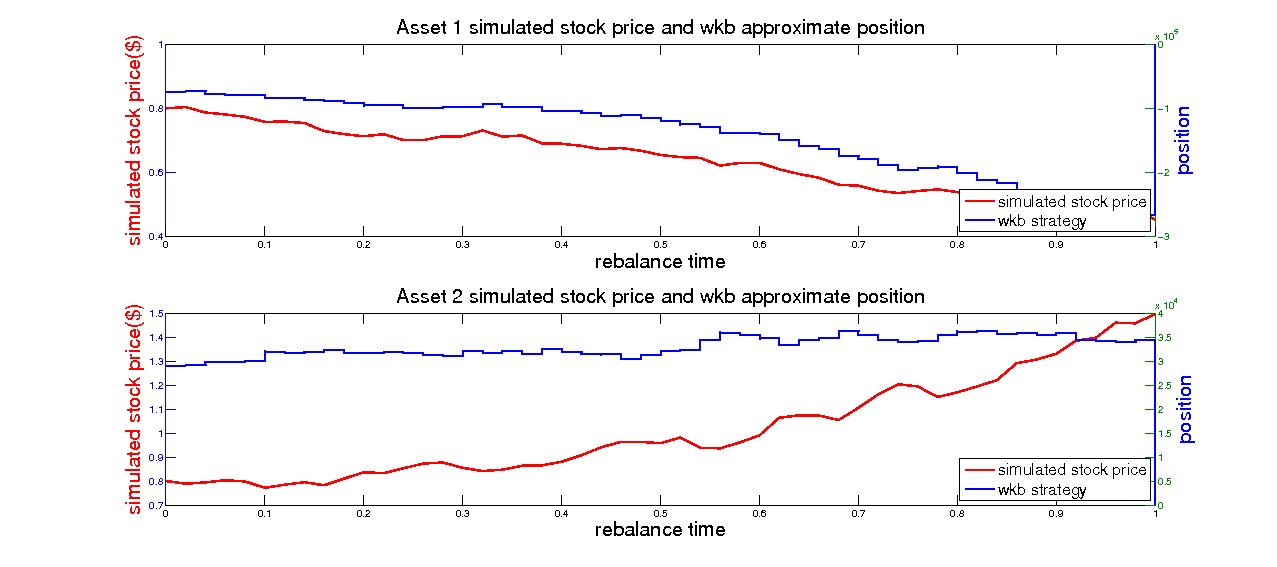 Asset 1 simulated stock price and wkb approximate position
simulated stock price($)
1
0.8
0.6
0.4
x 10^5
0
-1
-2
-3
position
simulated stock price
wkb strategy
0 0.1 0.2 0.3 0.4 0.5 0.6 0.7 0.8 0.9 1
rebalance time
Asset 2 simulated stock price and wkb approximate position
simulated stock price($)
1.5
1.4
1.3
1.2
1.1
1
0.9
0.8
0.7
x 10^4
4
3.5
3
2.5
2
1.5
1
0.5
0
position
simulated stock price
wkb strategy
0 0.1 0.2 0.3 0.4 0.5 0.6 0.7 0.8 0.9 1
rebalance time